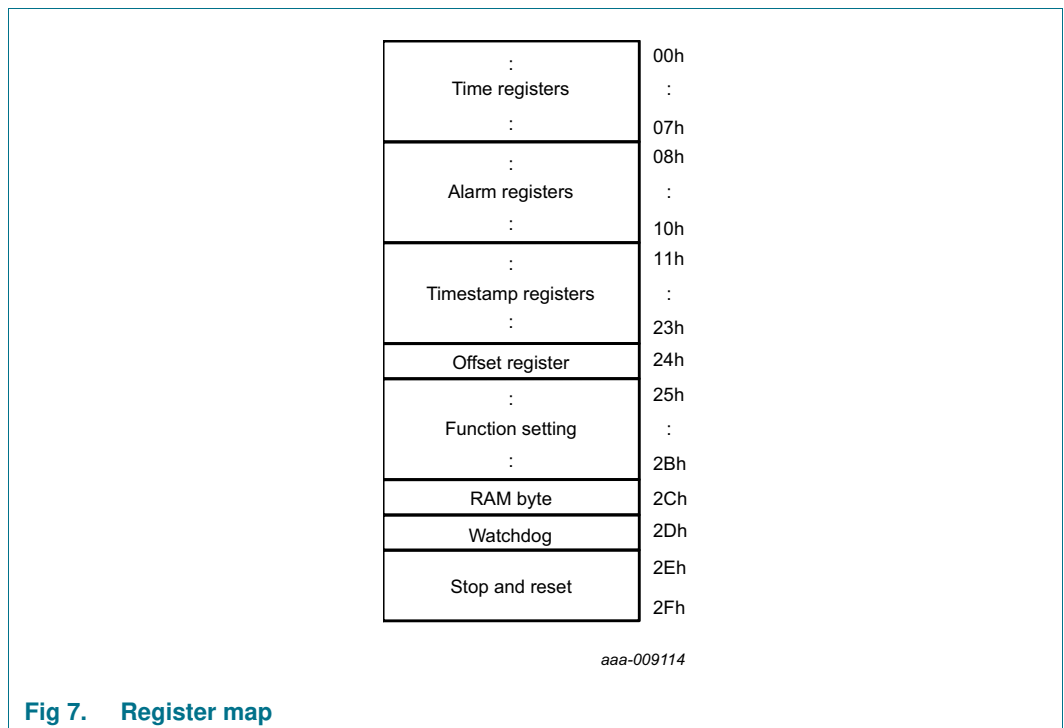 : 00h
Time registers :
: 07h
: 08h
Alarm registers :
: 10h
: 11h
Timestamp registers :
: 23h
Offset register 24h
: 25h
Function setting :
: 2Bh
RAM byte 2Ch
Watchdog 2Dh
2Eh
Stop and reset
2Fh
aaa-009114
Fig 7. Register map